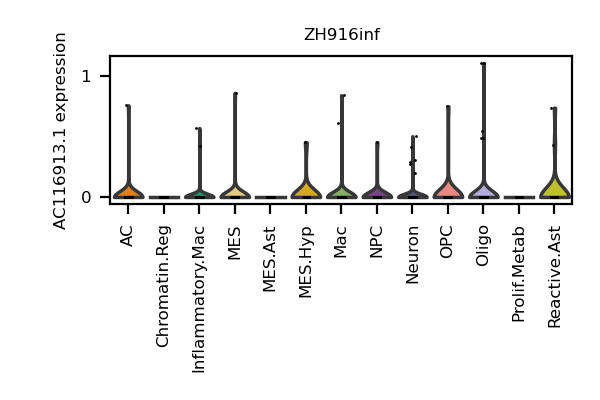 ZH916inf
AC116913.1 expression
1
0
AC
Chromatin.Reg
Inflammatory.Mac
MES
MES.Ast
MES.Hyp
Mac
NPC
Neuron
OPC
Oligo
Prolif.Metab
Reactive.Ast